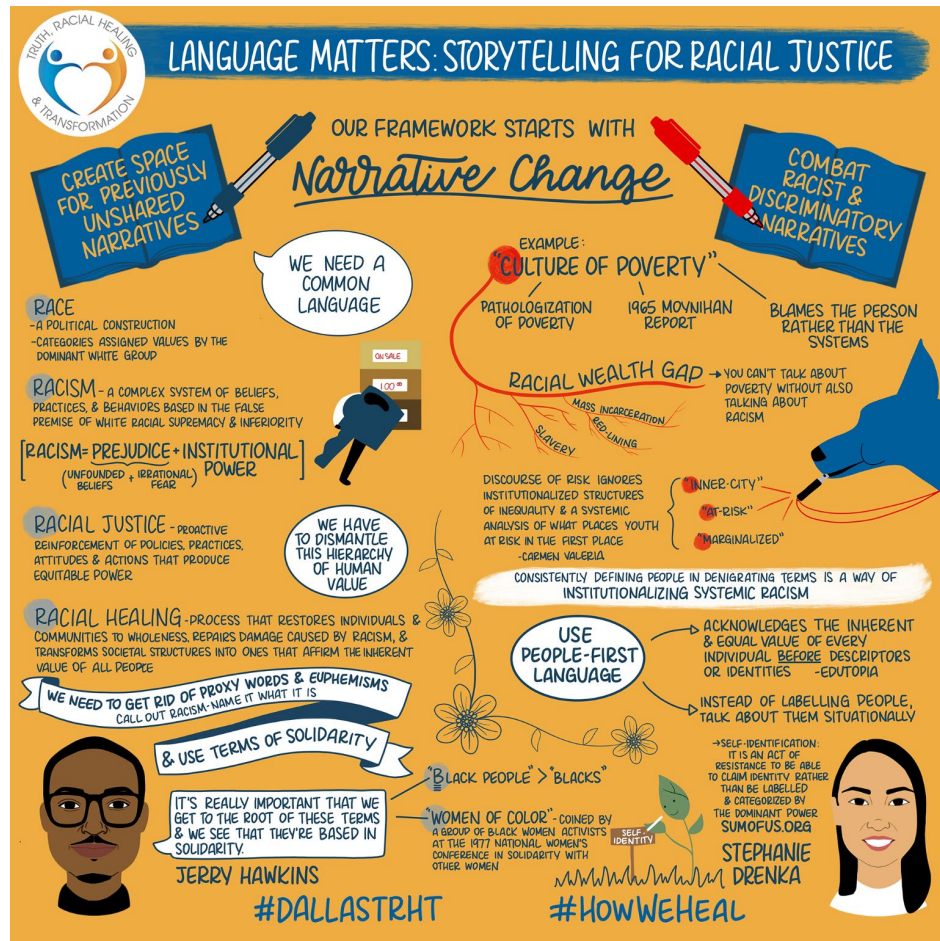 TRUTH, RACIAL HEALING
& TRANSFORMATION
LANGUAGE MATTERS: STORYTELLING FOR RACIAL JUSTICE
OUR FRAMEWORK STARTS WITH
Narrative Change
CREATE SPACE
FOR PREVIOUSLY
UNSHARED
NARRATIVES
COMBAT
RACIST &
DISCRIMINATORY
NARRATIVES
WE NEED A
COMMON
LANGUAGE
RACE
-A POLITICAL CONSTRUCTION
-CATEGORIES ASSIGNED VALUES BY THE
DOMINANT WHITE GROUP
RACISM - A COMPLEX SYSTEM OF BELIEFS,
PRACTICES, & BEHAVIORS BASED IN THE FALSE
PREMISE OF WHITE RACIAL SUPREMACY & INFERIORITY
[RACISM= PREJUDICE + INSTITUTIONAL
POWER]
(UNFOUNDED + IRRATIONAL)
BELIEFS FEAR
ON SALE
1.00
RACIAL JUSTICE - PROACTIVE
REINFORCEMENT OF POLICIES, PRACTICES,
ATTITUDES & ACTIONS THAT PRODUCE
EQUITABLE POWER
WE HAVE
TO DISMANTLE
THIS HIERARCHY
OF HUMAN
VALUE
RACIAL HEALING - PROCESS THAT RESTORES INDIVIDUALS &
COMMUNITIES TO WHOLENESS, REPAIRS DAMAGE CAUSED BY RACISM, &
TRANSFORMS SOCIETAL STRUCTURES INTO ONES THAT AFFIRM THE INHERENT
VALUE OF ALL PEOPLE
WE NEED TO GET RID OF PROXY WORDS & EUPHEMISMS
CALL OUT RACISM-NAME IT WHAT IT IS
& USE TERMS OF SOLIDARITY
IT'S REALLY IMPORTANT THAT WE
GET TO THE ROOT OF THESE TERMS
& WE SEE THAT THEY'RE BASED IN
SOLIDARITY.
JERRY HAWKINS
"BLACK PEOPLE" > "BLACKS"
"WOMEN OF COLOR" - COINED BY
A GROUP OF BLACK WOMEN ACTIVISTS
AT THE 1977 NATIONAL WOMEN'S
CONFERENCE IN SOLIDARITY WITH
OTHER WOMEN
EXAMPLE:
"CULTURE OF POVERTY"
PATHOLOGIZATION
OF POVERTY
1965 MOYNIHAN
REPORT
BLAMES THE PERSON
RATHER THAN THE
SYSTEMS
RACIAL WEALTH GAP
SLAVERY
RED-LINING
MASS INCARCERATION
→ YOU CAN'T TALK ABOUT
POVERTY WITHOUT ALSO
TALKING ABOUT
RACISM
DISCOURSE OF RISK IGNORES
INSTITUTIONALIZED STRUCTURES
OF INEQUALITY & A SYSTEMIC
ANALYSIS OF WHAT PLACES YOUTH
AT RISK IN THE FIRST PLACE
-CARMEN VALERIA
"INNER-CITY"
"AT-RISK"
"MARGINALIZED"
CONSISTENTLY DEFINING PEOPLE IN DENIGRATING TERMS IS A WAY OF
INSTITUTIONALIZING SYSTEMIC RACISM
USE
PEOPLE-FIRST
LANGUAGE
ACKNOWLEDGES THE INHERENT
& EQUAL VALUE OF EVERY
INDIVIDUAL BEFORE DESCRIPTORS
OR IDENTITIES -EDUTOPIA
INSTEAD OF LABELLING PEOPLE,
TALK ABOUT THEM SITUATIONALLY
→SELF-IDENTIFICATION:
IT IS AN ACT OF
RESISTANCE TO BE ABLE
TO CLAIM IDENTITY RATHER
THAN BE LABELLED
& CATEGORIZED BY
THE DOMINANT POWER
SUMOFUS.ORG
SELF-
IDENTITY
STEPHANIE
DRENKA
#DALLASTRHT
#HOWWEHEAL